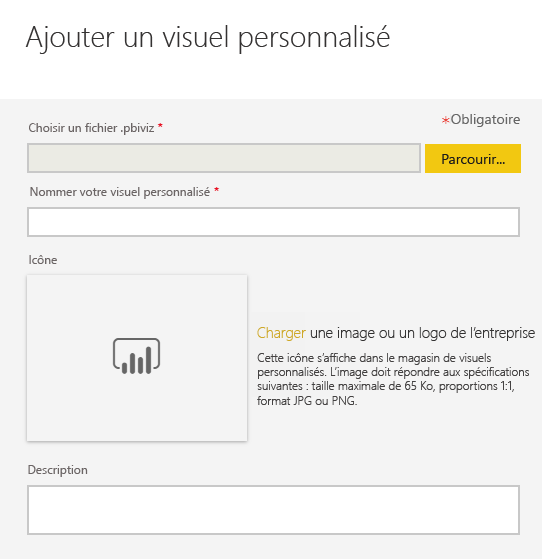 Ajouter un visuel personnalisé
*Obligatoire
Choisir un fichier .pbiviz *
Parcourir...
Nommer votre visuel personnalisé *
Icône
Charger une image ou un logo de l'entreprise
Cette icône s'affiche dans le magasin de visuels
personnalisés. L'image doit répondre aux spécifications
suivantes : taille maximale de 65 Ko, proportions 1:1,
format JPG ou PNG.
Description